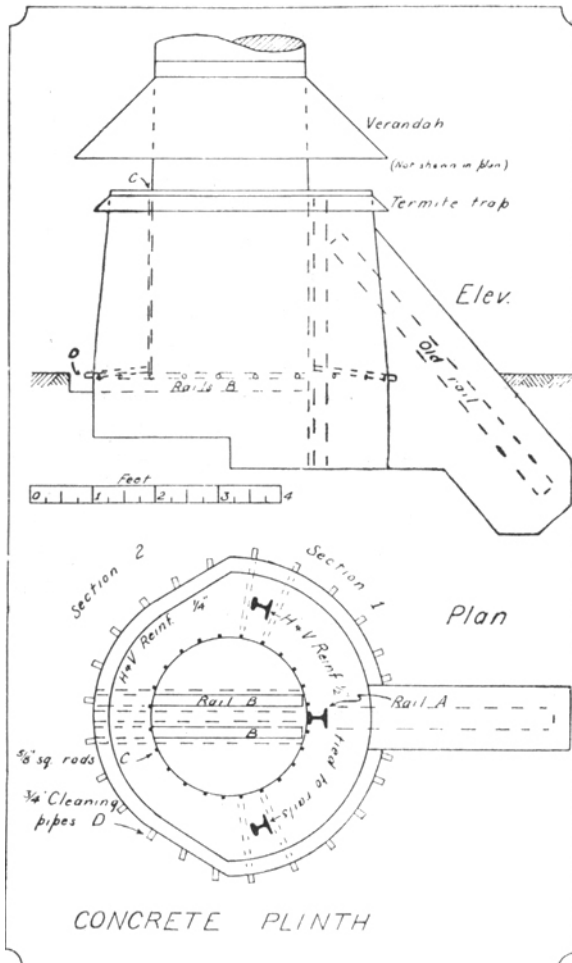 Verandah
(Not shown in plan)
C
Termite trap
Elev.
Old rail
D
Rails B
Feet
0 1 2 3 4
Section 2
Section 1
Plan
H & V Reinf. 1/4"
H & V Reinf. 1/2"
tied to rails
Rail B
Rail A
B
C
5/8" sq. rods
3/4" Cleaning
pipes D
CONCRETE PLINTH